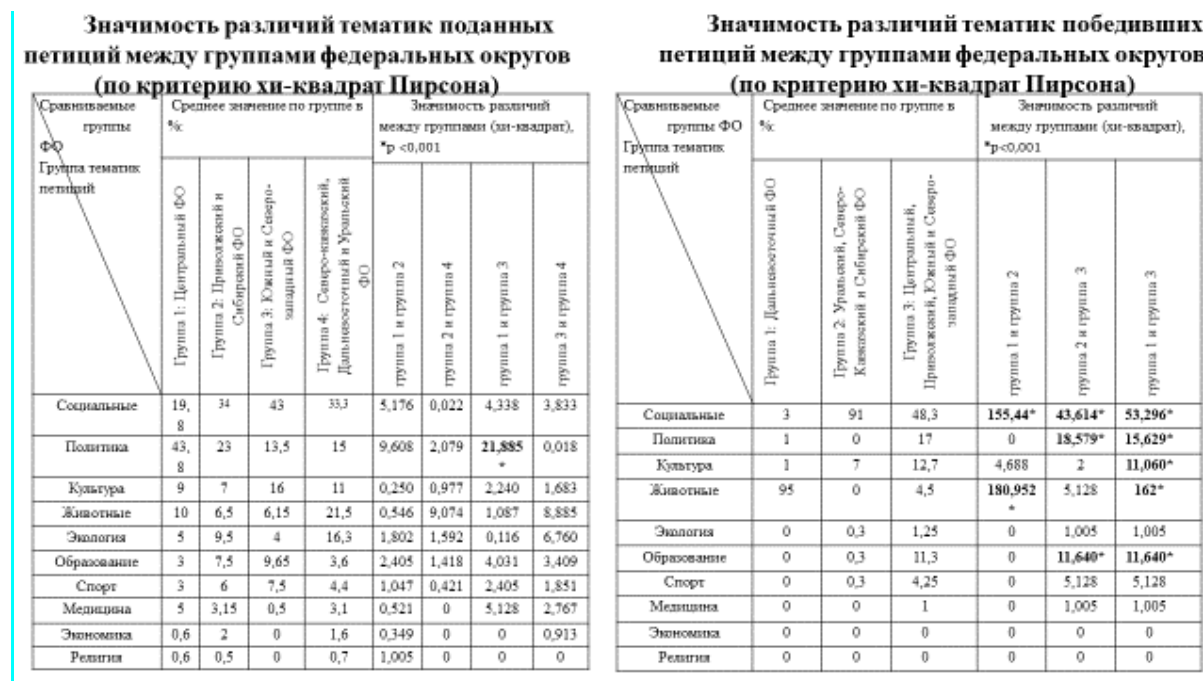 Значимость различий тематик поданных
петиций между группами федеральных округов
(по критерию хи-квадрат Пирсона)
Сравниваемые
группы
ФО
Группа тематик
петиций
Среднее значение по группе в
%:
Значимость различий
между группами (хи-квадрат),
*p <0,001
Группа 1: Центральный ФО
Группа 2: Приволжский и
Сибирский ФО
Группа 3: Южный и Северо-
западный ФО
Группа 4: Северо-кавказский,
Дальневосточный и Уральский
ФО
группа 1 и группа 2
группа 2 и группа 4
группа 1 и группа 3
группа 3 и группа 4
Социальные 19,8 34 43 33,3 5,176 0,022 4,338 3,833
Политика 43,8 23 13,5 15 9,608 2,079 21,885* 0,018
Культура 9 7 16 11 0,250 0,977 2,240 1,683
Животные 10 6,5 6,15 21,5 0,546 9,074 1,087 8,885
Экология 5 9,5 4 16,3 1,802 1,592 0,116 6,760
Образование 3 7,5 9,65 3,6 2,405 1,418 4,031 3,409
Спорт 3 6 7,5 4,4 1,047 0,421 2,405 1,851
Медицина 5 3,15 0,5 3,1 0,521 0 5,128 2,767
Экономика 0,6 2 0 1,6 0,349 0 0 0,913
Религия 0,6 0,5 0 0,7 1,005 0 0 0
Значимость различий тематик победивших
петиций между группами федеральных округов
(по критерию хи-квадрат Пирсона)
Сравниваемые
группы ФО
Группа тематик
петиций
Среднее значение по группе в
%:
Значимость различий
между группами (хи-квадрат),
*p<0,001
Группа 1: Дальневосточный ФО
Группа 2: Уральский, Северо-
Кавказский и Сибирский ФО
Группа 3: Центральный,
Приволжский, Южный и Северо-
западный ФО
группа 1 и группа 2
группа 2 и группа 3
группа 1 и группа 3
Социальные 3 91 48,3 155,44* 43,614* 53,296*
Политика 1 0 17 0 18,579* 15,629*
Культура 1 7 12,7 4,688 2 11,060*
Животные 95 0 4,5 180,952* 5,128 162*
Экология 0 0,3 1,25 0 1,005 1,005
Образование 0 0,3 11,3 0 11,640* 11,640*
Спорт 0 0,3 4,25 0 5,128 5,128
Медицина 0 0 1 0 1,005 1,005
Экономика 0 0 0 0 0 0
Религия 0 0 0 0 0 0